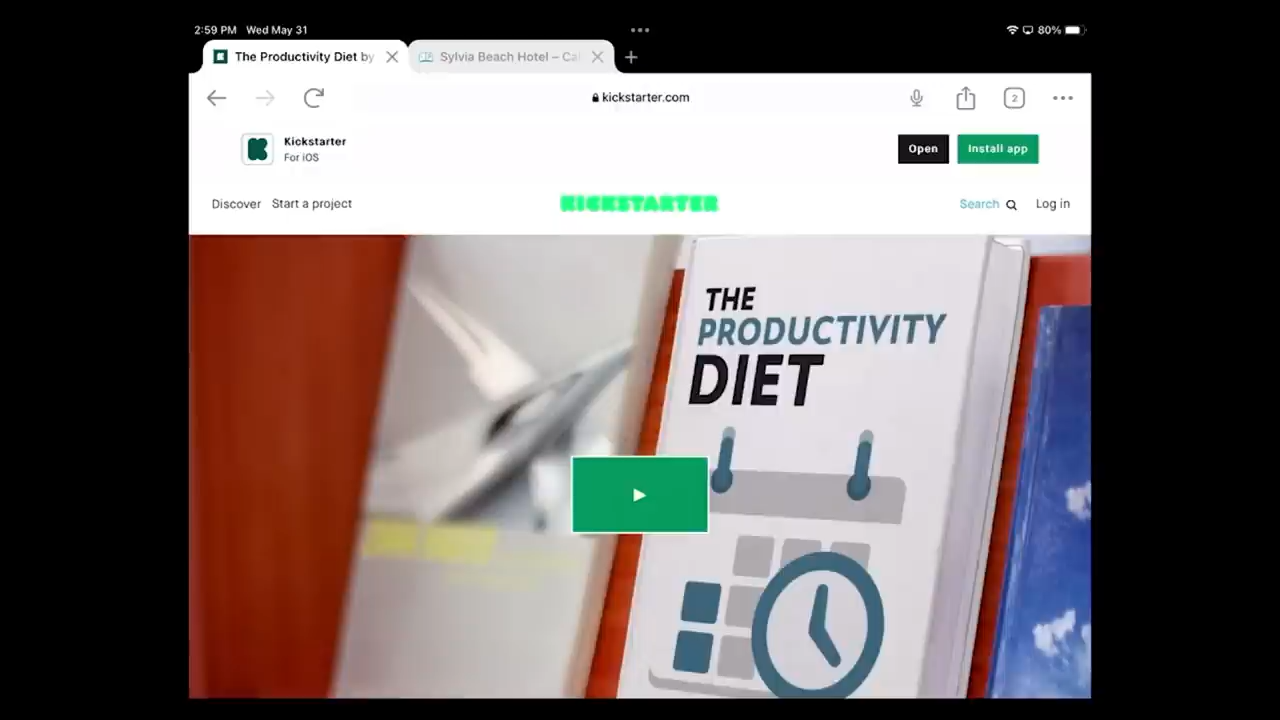 2:59 PM Wed May 31
80%
The Productivity Diet by
Sylvia Beach Hotel – Cal
kickstarter.com
2
Kickstarter
For iOS
Open
Install app
Discover
Start a project
KICKSTARTER
Search
Log in
THE
PRODUCTIVITY
DIET